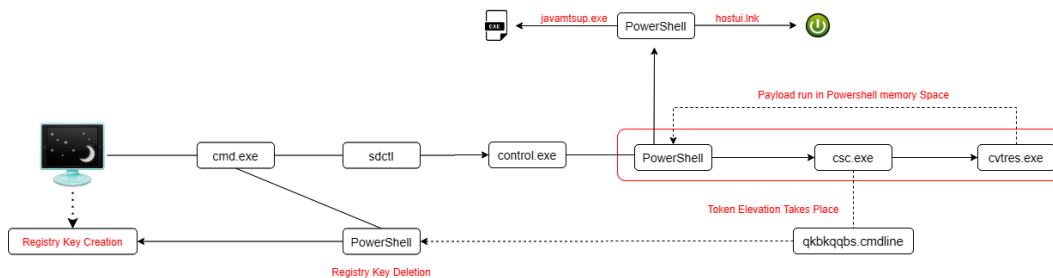 javamtsup.exe
PowerShell
hostui.lnk
EXE
Payload run in Powershell memory Space
cmd.exe
sdctl
control.exe
PowerShell
csc.exe
cvtres.exe
Token Elevation Takes Place
Registry Key Creation
PowerShell
qkbkqqbs.cmdline
Registry Key Deletion